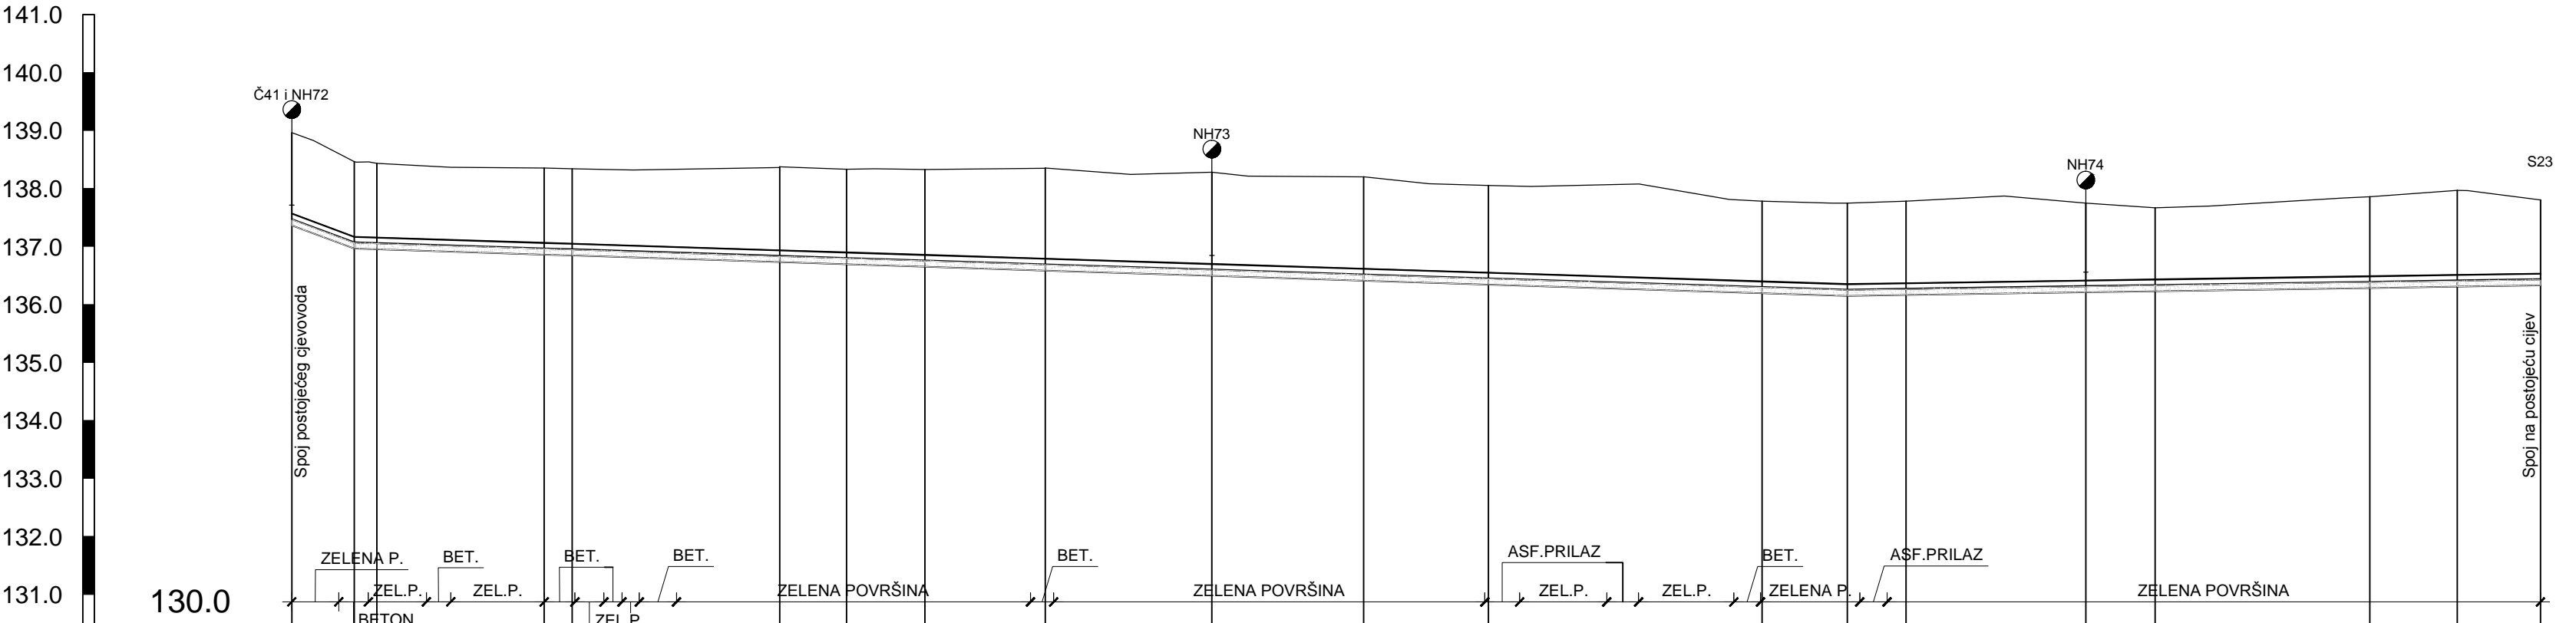 141.0
140.0
139.0
138.0
137.0
136.0
135.0
134.0
133.0
132.0
131.0
130.0
Č41 i NH72
NH73
NH74
S23
Spoj postojećeg cjevovoda
Spoj na postojeću cijev
ZELENA P.
BET.
BET.
BET.
BET.
ASF.PRILAZ
BET.
ASF.PRILAZ
ZEL.P.
ZEL.P.
ZELENA POVRŠINA
ZELENA POVRŠINA
ZEL.P.
ZEL.P.
ZELENA P.
ZELENA POVRŠINA
BETON
ZEL.P.